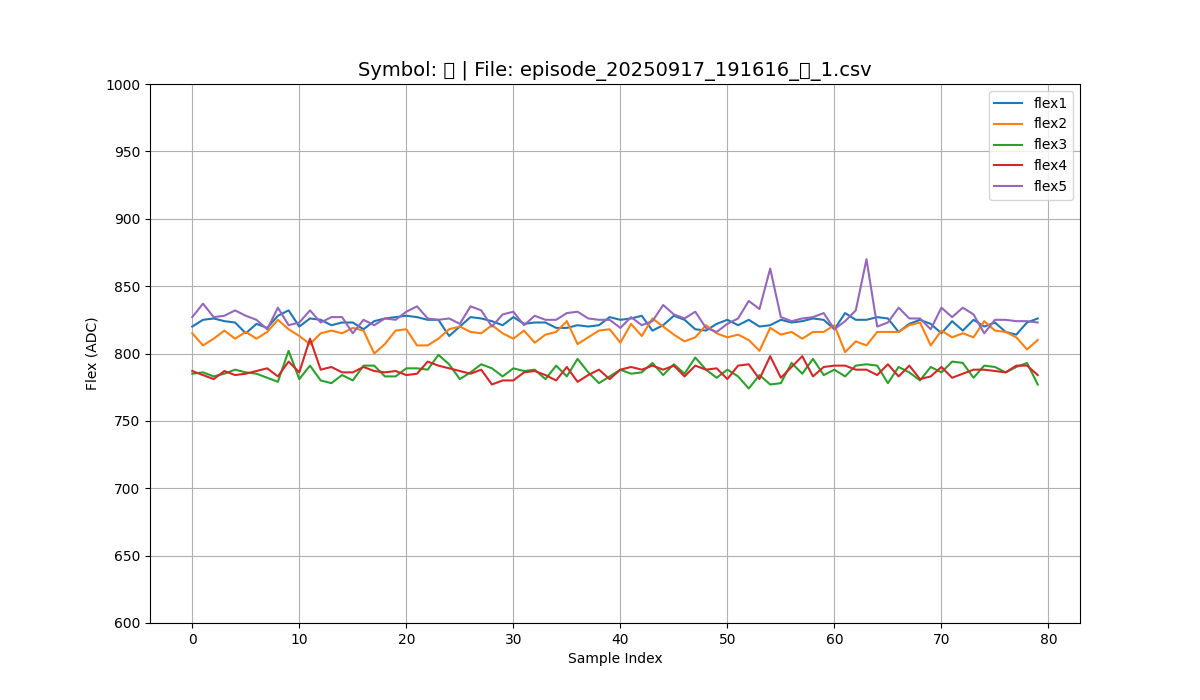 Symbol: ▯ | File: episode_20250917_191616_▯_1.csv
flex1
flex2
flex3
flex4
flex5
Flex (ADC)
1000
950
900
850
800
750
700
650
600
0 10 20 30 40 50 60 70 80
Sample Index